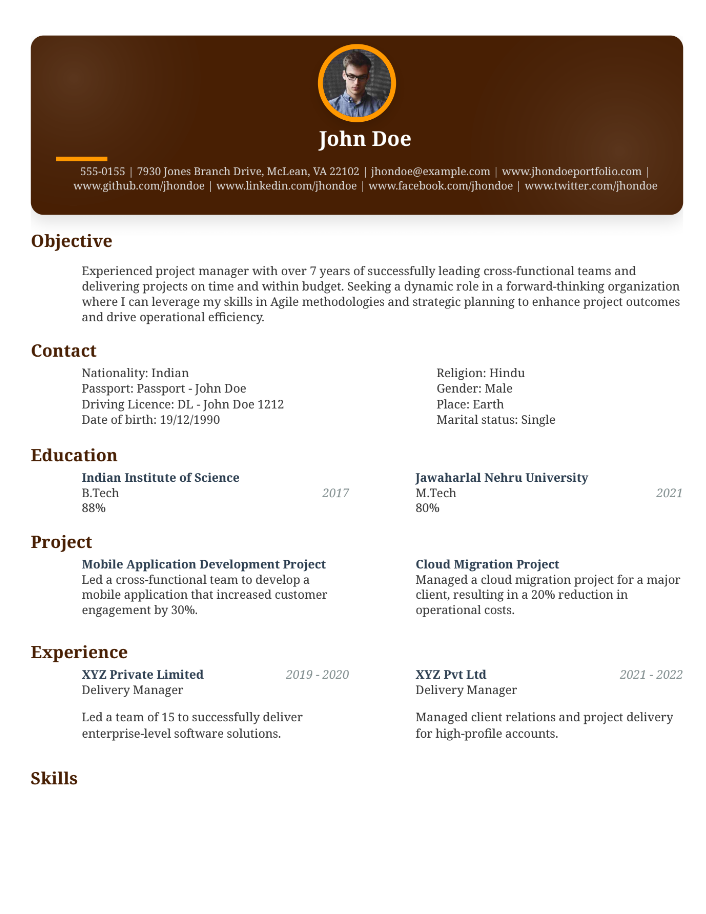 John Doe
555-0155 | 7930 Jones Branch Drive, McLean, VA 22102 | jhondoe@example.com | www.jhondoeportfolio.com |
www.github.com/jhondoe | www.linkedin.com/jhondoe | www.facebook.com/jhondoe | www.twitter.com/jhondoe
Objective
Experienced project manager with over 7 years of successfully leading cross-functional teams and
delivering projects on time and within budget. Seeking a dynamic role in a forward-thinking organization
where I can leverage my skills in Agile methodologies and strategic planning to enhance project outcomes
and drive operational efficiency.
Contact
Nationality: Indian
Passport: Passport - John Doe
Driving Licence: DL - John Doe 1212
Date of birth: 19/12/1990
Religion: Hindu
Gender: Male
Place: Earth
Marital status: Single
Education
Indian Institute of Science
B.Tech 2017
88%
Jawaharlal Nehru University
M.Tech 2021
80%
Project
Mobile Application Development Project
Led a cross-functional team to develop a
mobile application that increased customer
engagement by 30%.
Cloud Migration Project
Managed a cloud migration project for a major
client, resulting in a 20% reduction in
operational costs.
Experience
XYZ Private Limited 2019 - 2020
Delivery Manager
Led a team of 15 to successfully deliver
enterprise-level software solutions.
XYZ Pvt Ltd 2021 - 2022
Delivery Manager
Managed client relations and project delivery
for high-profile accounts.
Skills